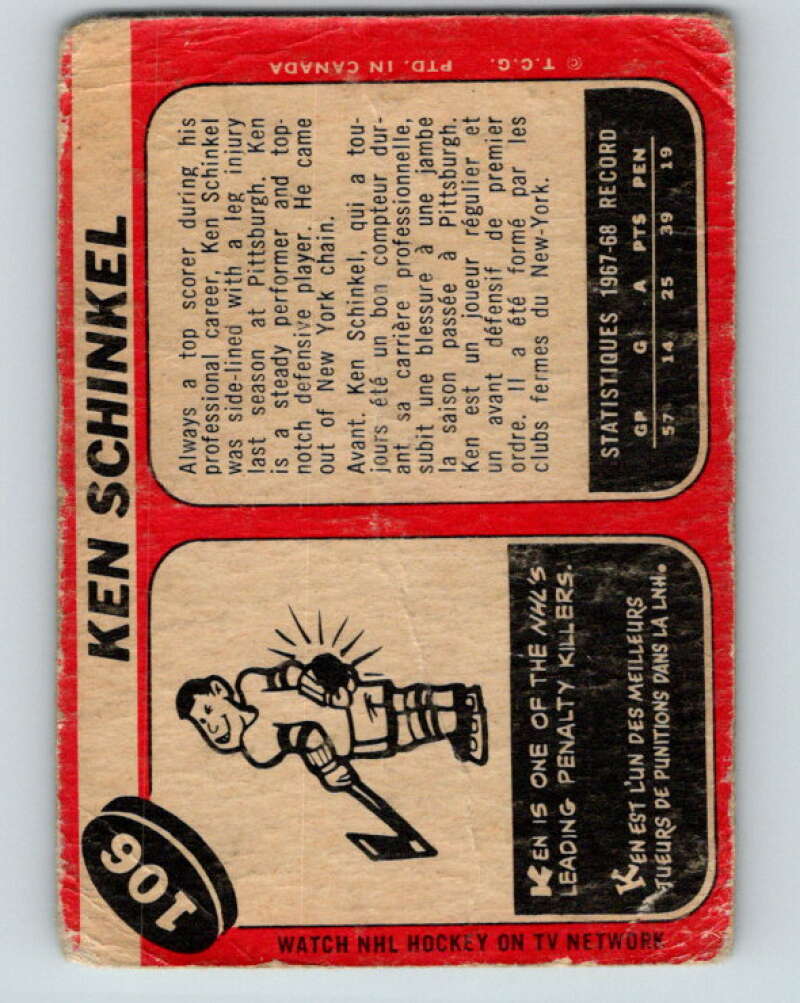 106
KEN SCHINKEL
Always a top scorer during his
professional career, Ken Schinkel
was side-lined with a leg injury
last season at Pittsburgh. Ken
is a steady performer and top-
notch defensive player. He came
out of New York chain.
Avant. Ken Schinkel, qui a tou-
jours été un bon compteur dur-
ant sa carrière professionnelle,
subit une blessure à une jambe
la saison passée à Pittsburgh.
Ken est un joueur régulier et
un avant défensif de premier
ordre. Il a été formé par les
clubs fermes du New-York.
STATISTIQUES 1967-68 RECORD
GP G A PTS PEN
57 14 25 39 19
KEN IS ONE OF THE NHL'S
LEADING PENALTY KILLERS.
KEN EST L'UN DES MEILLEURS
TUEURS DE PUNITIONS DANS LA LNH.
WATCH NHL HOCKEY ON TV NETWORK
© T.C.G. PTD. IN CANADA